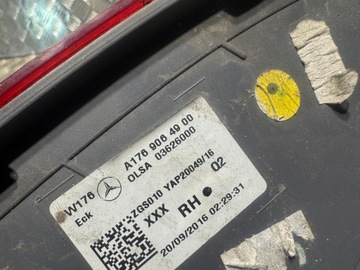 W176
A176 906 49 00
Eck
OLSA 03626000
ZGS010 YAP20049/16
XXX RH 02
20/09/2016 02:29:31